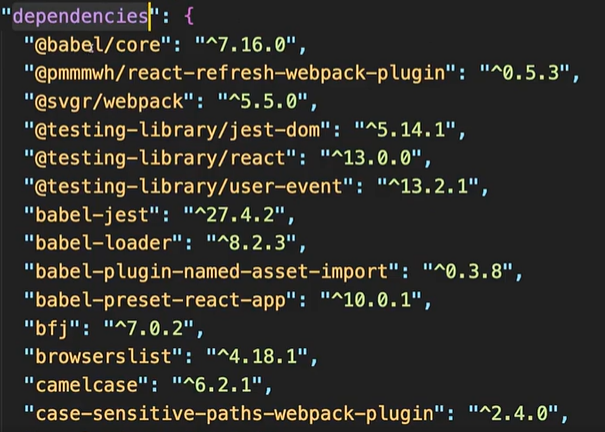 "dependencies": {
"@babel/core": "^7.16.0",
"@pmmmwh/react-refresh-webpack-plugin": "^0.5.3",
"@svgr/webpack": "^5.5.0",
"@testing-library/jest-dom": "^5.14.1",
"@testing-library/react": "^13.0.0",
"@testing-library/user-event": "^13.2.1",
"babel-jest": "^27.4.2",
"babel-loader": "^8.2.3",
"babel-plugin-named-asset-import": "^0.3.8",
"babel-preset-react-app": "^10.0.1",
"bfj": "^7.0.2",
"browserslist": "^4.18.1",
"camelcase": "^6.2.1",
"case-sensitive-paths-webpack-plugin": "^2.4.0",